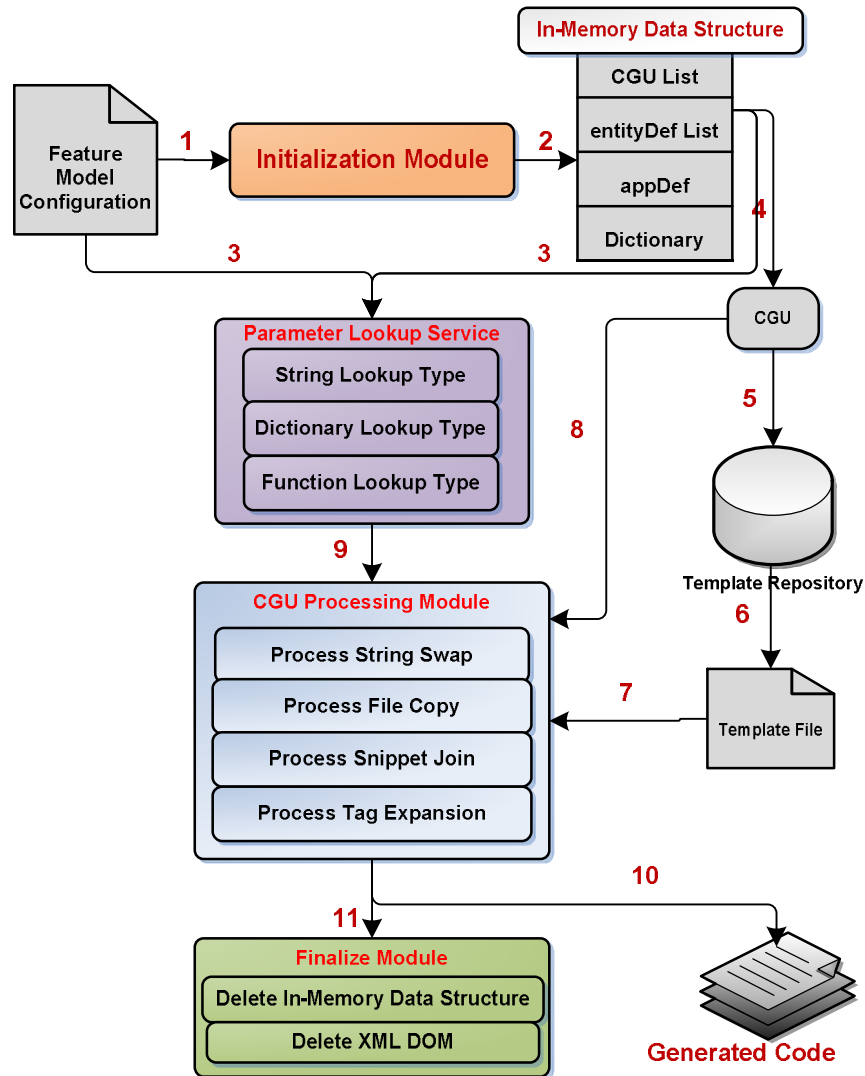 In-Memory Data Structure
CGU List
entityDef List
appDef
Dictionary
Feature
Model
Configuration
1
Initialization Module
2
3
3
4
CGU
Parameter Lookup Service
String Lookup Type
Dictionary Lookup Type
Function Lookup Type
5
8
9
Template Repository
6
CGU Processing Module
Process String Swap
Process File Copy
Process Snippet Join
Process Tag Expansion
7
Template File
10
11
Finalize Module
Delete In-Memory Data Structure
Delete XML DOM
Generated Code